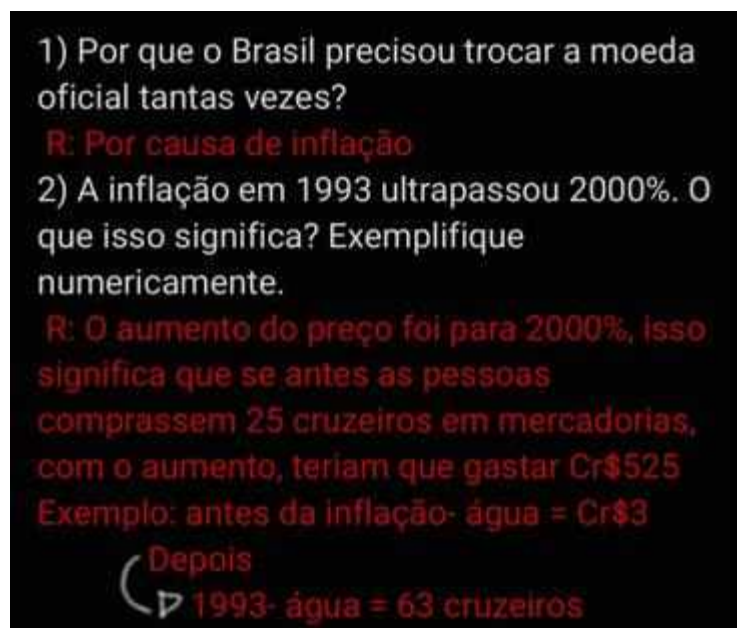 1) Por que o Brasil precisou trocar a moeda
oficial tantas vezes?
R: Por causa de inflação
2) A inflação em 1993 ultrapassou 2000%. O
que isso significa? Exemplifique
numericamente.
R: O aumento do preço foi para 2000%, isso
significa que se antes as pessoas
comprassem 25 cruzeiros em mercadorias,
com o aumento, teriam que gastar Cr$525
Exemplo: antes da inflação- água = Cr$3
Depois
1993- água = 63 cruzeiros